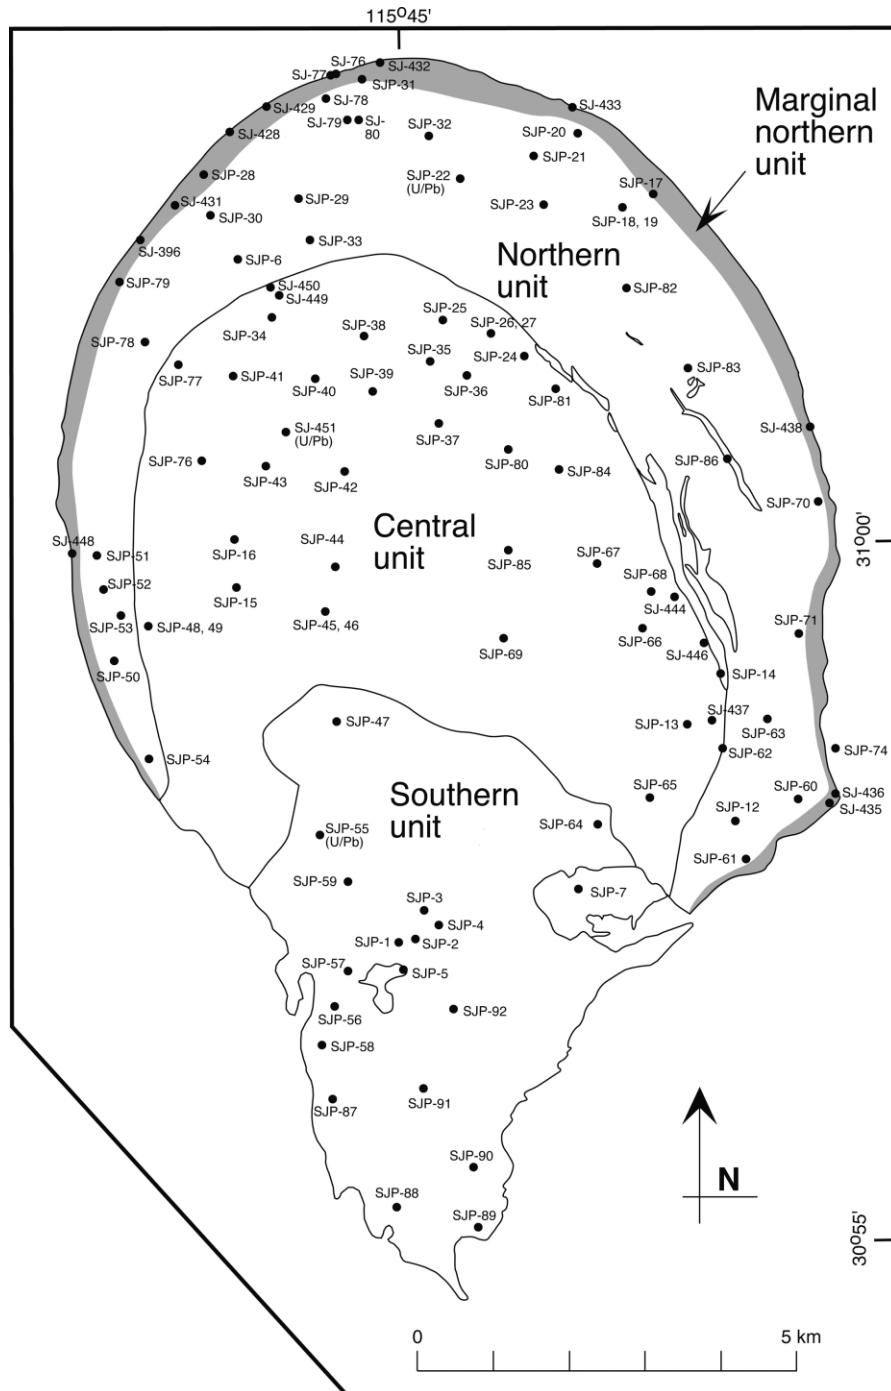 115o45'
SJ-76
SJ-77
SJ-432
SJP-31
SJ-429
SJ-78
SJ-433
Marginal
northern
unit
SJ-79
SJ-
80
SJ-428
SJP-32
SJP-20
SJP-21
SJP-28
SJP-22
(U/Pb)
SJP-17
SJP-29
SJ-431
SJP-30
SJP-23
SJP-18, 19
SJ-396
SJP-33
SJP-6
Northern
unit
SJP-79
SJ-450
SJ-449
SJP-82
SJP-25
SJP-34
SJP-38
SJP-26, 27
SJP-78
SJP-35
SJP-24
SJP-77
SJP-41
SJP-39
SJP-40
SJP-36
SJP-83
SJP-81
SJ-451
(U/Pb)
SJP-37
SJ-438
SJP-76
SJP-80
SJP-86
SJP-43
SJP-42
SJP-84
SJP-70
Central
unit
SJ-448
SJP-51
SJP-16
SJP-44
SJP-85
SJP-67
31o00'
SJP-52
SJP-15
SJP-68
SJ-444
SJP-53
SJP-48, 49
SJP-45, 46
SJP-66
SJP-71
SJP-69
SJ-446
SJP-50
SJP-14
SJP-47
SJ-437
SJP-13
SJP-63
SJP-54
SJP-62
SJP-74
Southern
unit
SJP-65
SJP-60
SJ-436
SJ-435
SJP-55
(U/Pb)
SJP-64
SJP-12
SJP-61
SJP-59
SJP-7
SJP-3
SJP-4
SJP-1
SJP-2
SJP-57
SJP-5
SJP-56
SJP-92
SJP-58
SJP-87
SJP-91
SJP-90
N
SJP-88
SJP-89
30o55'
0
5 km